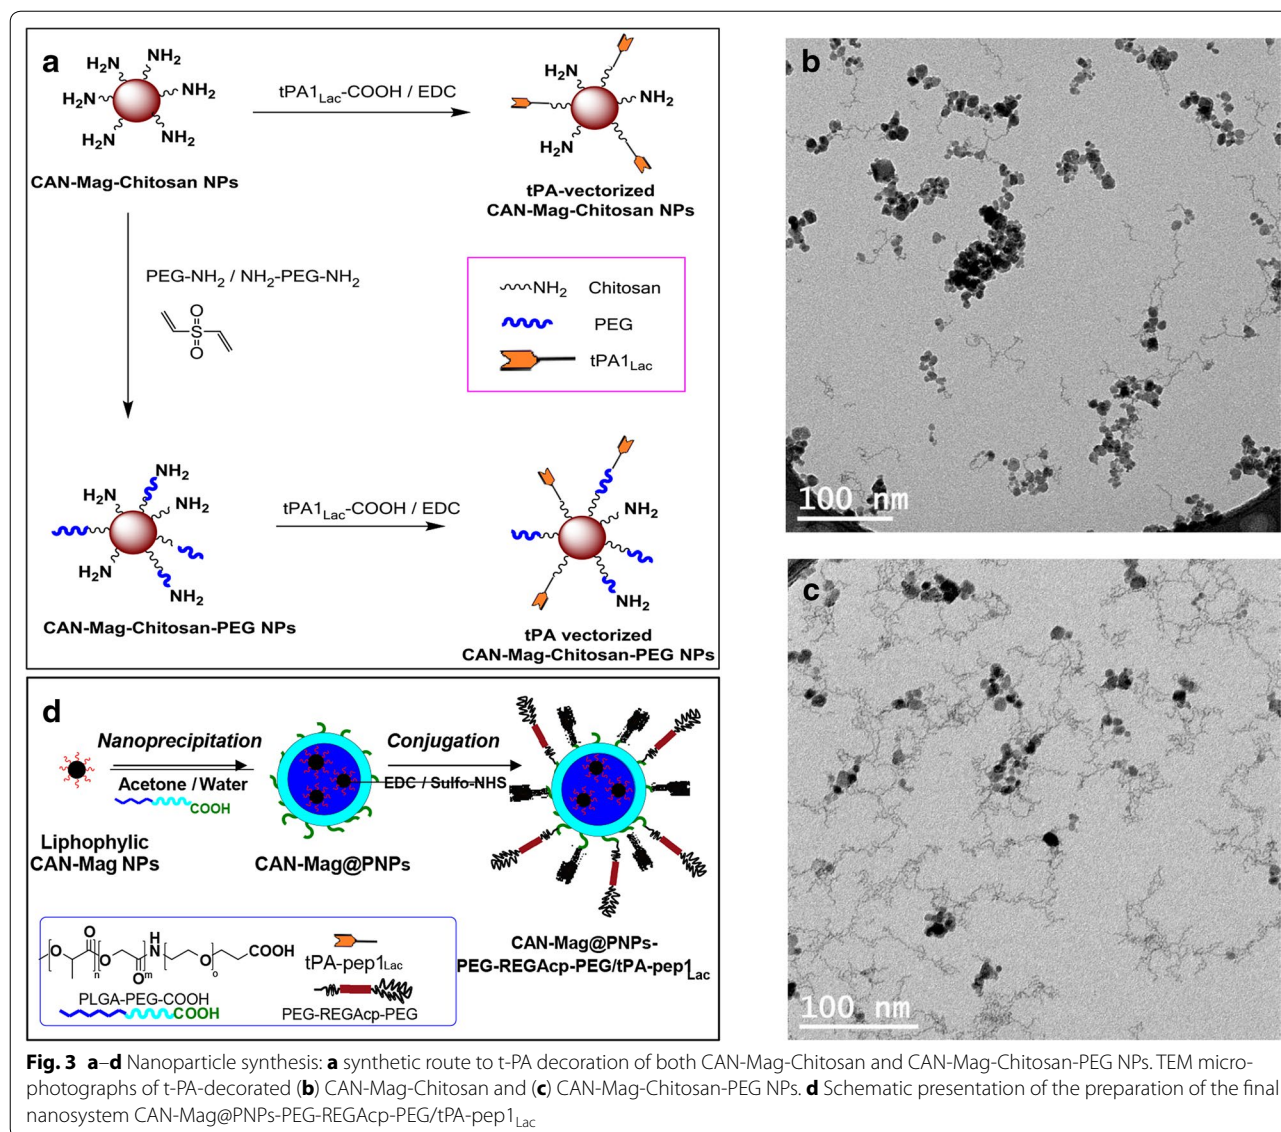 a
NH₂
H₂N
H₂N
NH₂
H₂N
NH₂
CAN-Mag-Chitosan NPs
tPA1Lac-COOH / EDC
H₂N
NH₂
H₂N
tPA-vectorized
CAN-Mag-Chitosan NPs
PEG-NH₂ / NH₂-PEG-NH₂
O
S
O
NH₂ Chitosan
PEG
tPA1Lac
NH₂
H₂N
NH₂
H₂N
NH₂
CAN-Mag-Chitosan-PEG NPs
tPA1Lac-COOH / EDC
NH₂
NH₂
tPA vectorized
CAN-Mag-Chitosan-PEG NPs
b
100 nm
c
100 nm
d
Nanoprecipitation
Acetone / Water
COOH
Liphophylic
CAN-Mag NPs
CAN-Mag@PNPs
Conjugation
EDC / Sulfo-NHS
CAN-Mag@PNPs-
PEG-REGAcp-PEG/tPA-pep1Lac
O O n O O m H N O o COOH
PLGA-PEG-COOH
COOH
tPA-pep1Lac
PEG-REGAcp-PEG
Fig. 3 a–d Nanoparticle synthesis: a synthetic route to t-PA decoration of both CAN-Mag-Chitosan and CAN-Mag-Chitosan-PEG NPs. TEM micro-
photographs of t-PA-decorated (b) CAN-Mag-Chitosan and (c) CAN-Mag-Chitosan-PEG NPs. d Schematic presentation of the preparation of the final
nanosystem CAN-Mag@PNPs-PEG-REGAcp-PEG/tPA-pep1Lac